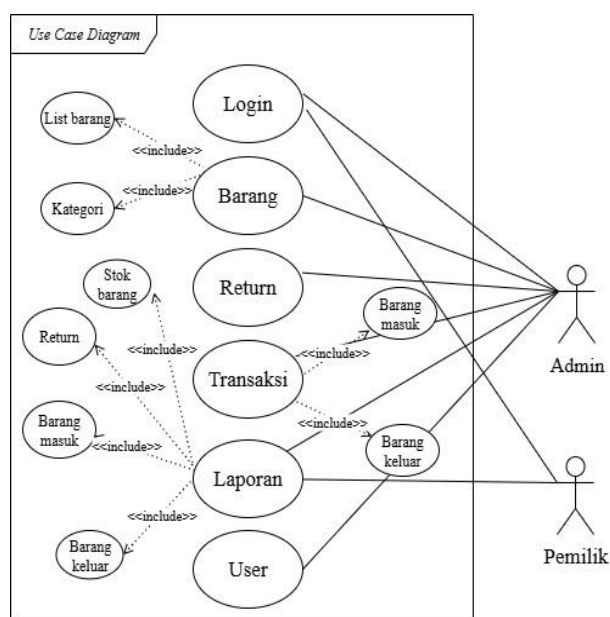 Use Case Diagram
Login
List barang
<<include>>
<<include>>
Kategori
Barang
Stok
barang
Return
Barang
masuk
Admin
Return
<<include>>
Transaksi
<<include>>
<<include>>
<<include>>
Barang
masuk
<<include>>
Barang
keluar
Laporan
<<include>>
Barang
keluar
User
Pemilik